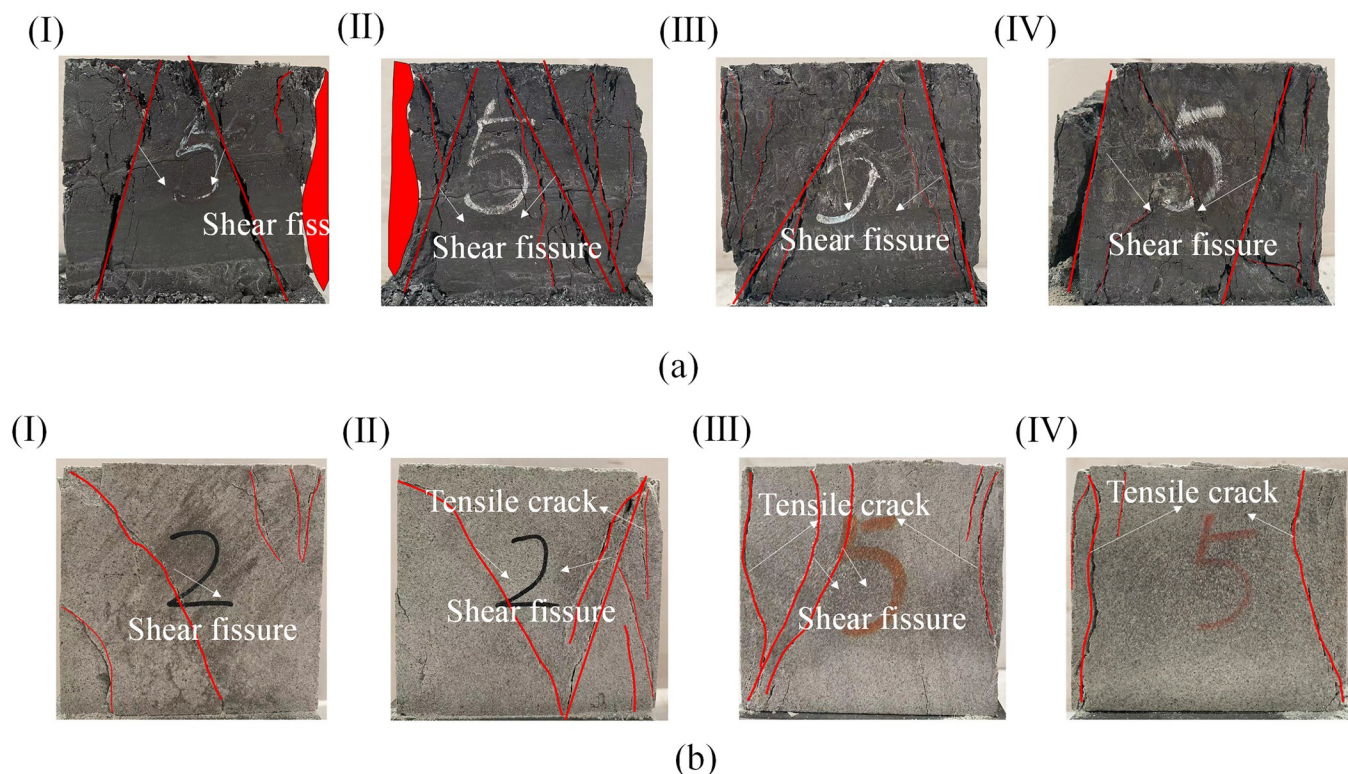 (I) (II) (III) (IV)
5 5 5 5
Shear fiss
Shear fissure
Shear fissure
Shear fissure
(a)
(I) (II) (III) (IV)
Tensile crack
Tensile crack
Tensile crack
2 2 5 5
Shear fissure
Shear fissure
Shear fissure
(b)